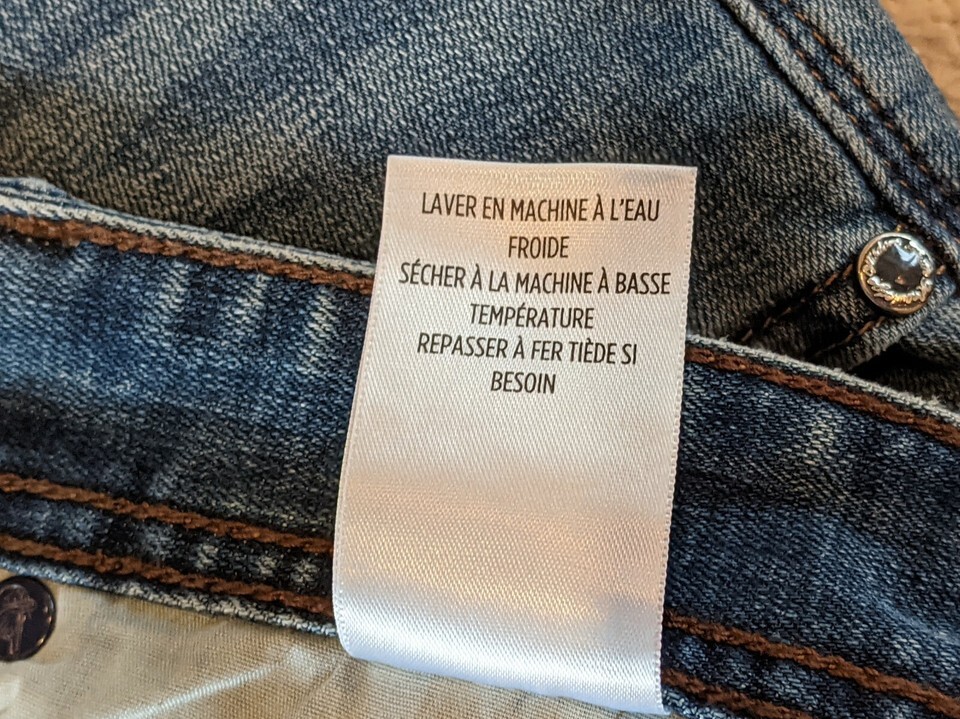 LAVER EN MACHINE À L'EAU
FROIDE
SÉCHER À LA MACHINE À BASSE
TEMPÉRATURE
REPASSER À FER TIÈDE SI
BESOIN